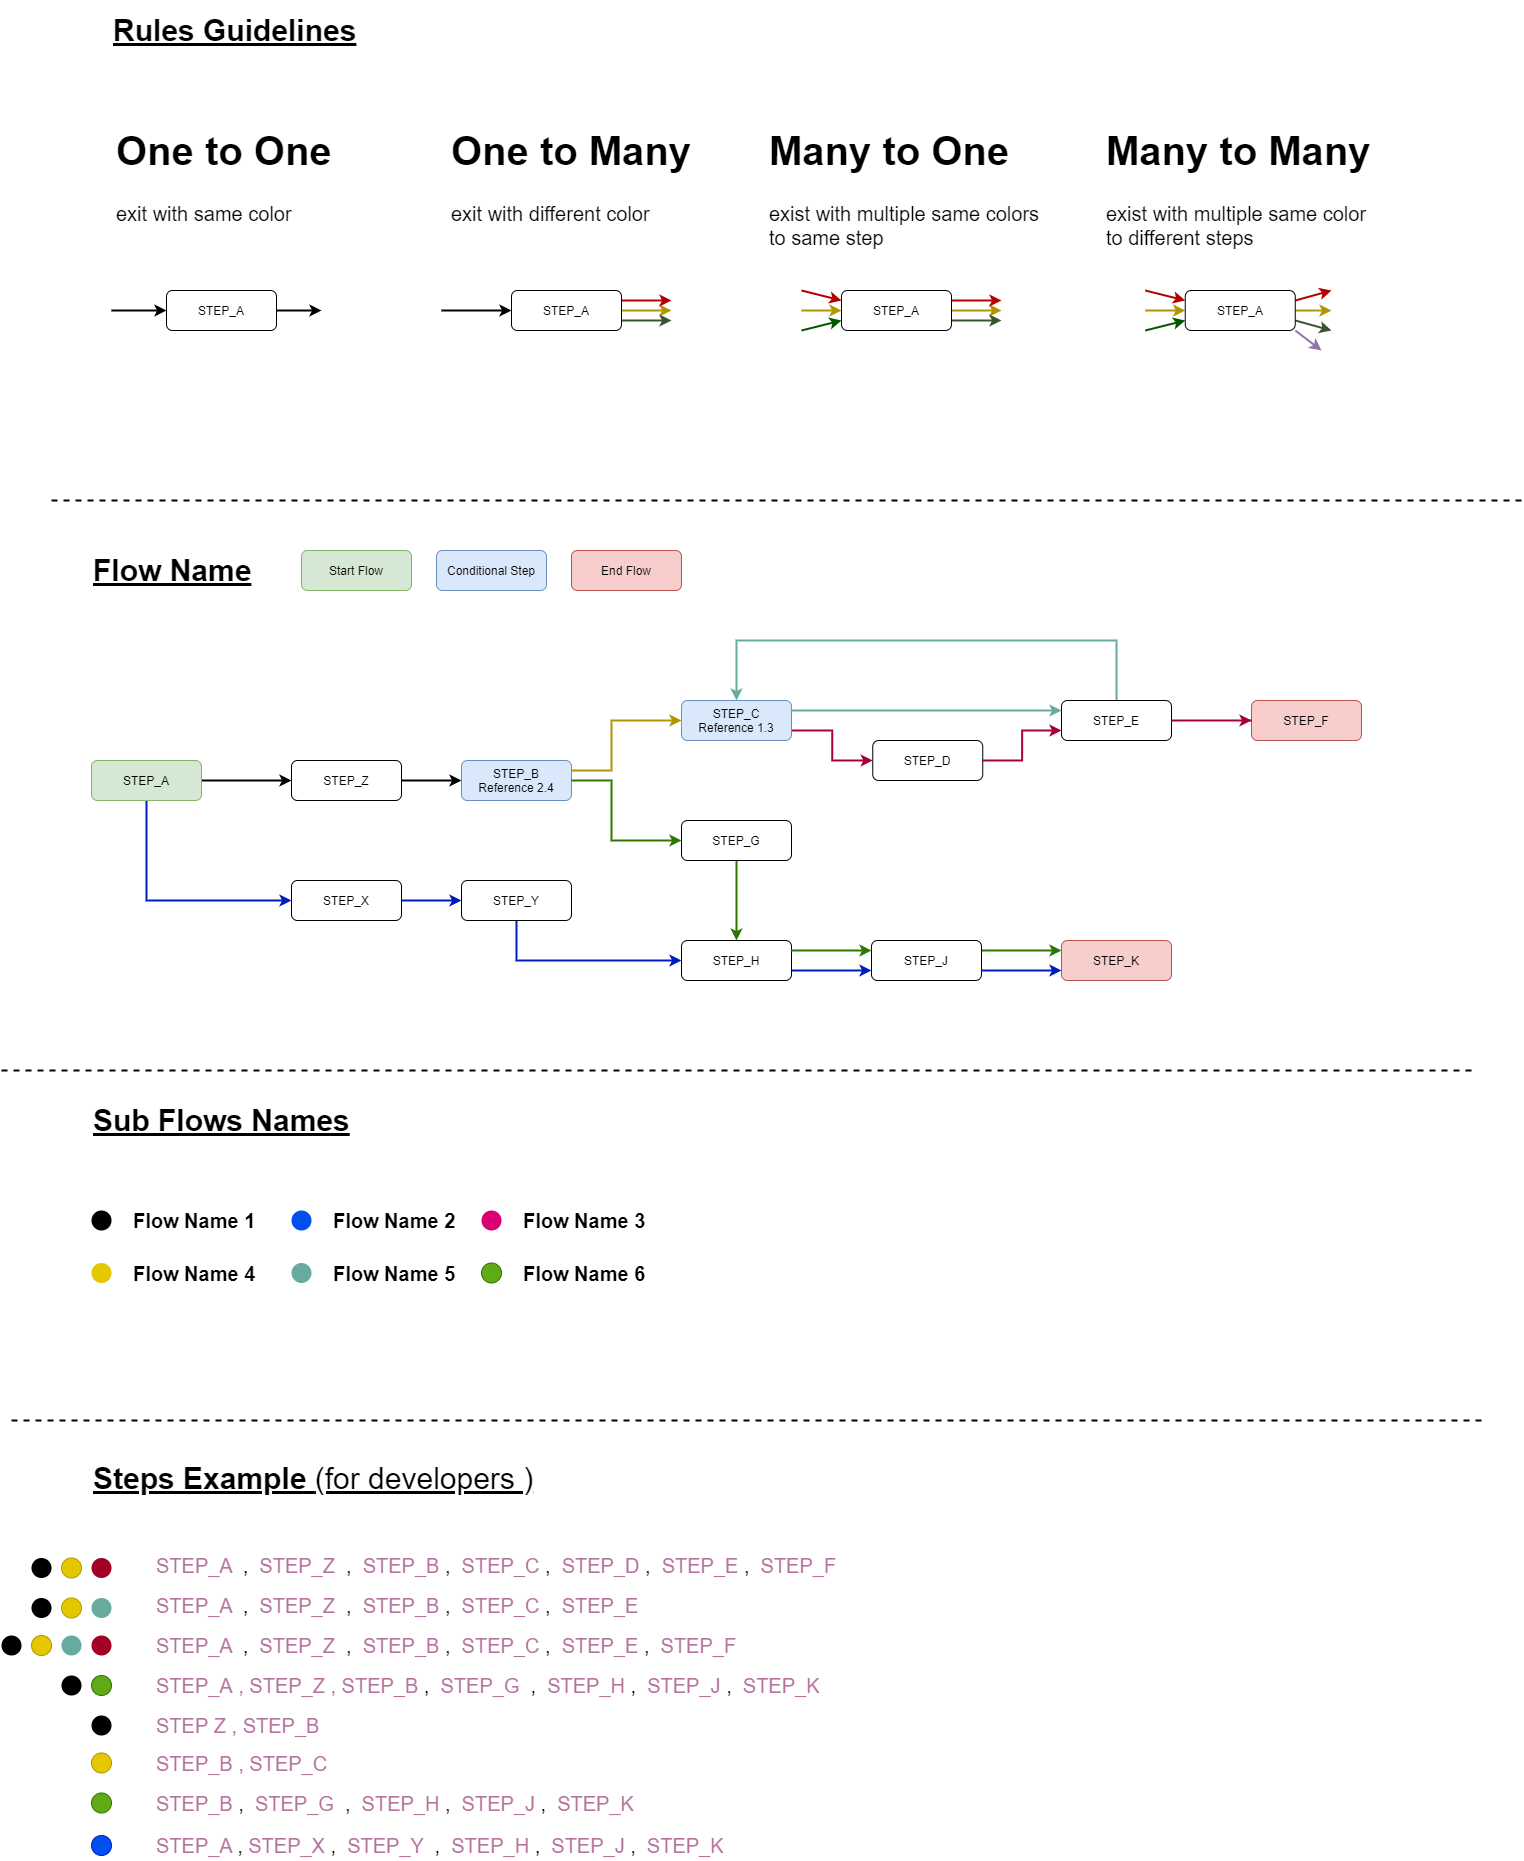 Rules Guidelines
One to One
One to Many
Many to One
Many to Many
exit with same color
exit with different color
exist with multiple same colors
to same step
exist with multiple same color
to different steps
STEP_A
STEP_A
STEP_A
STEP_A
Flow Name
Start Flow
Conditional Step
End Flow
STEP_C
Reference 1.3
STEP_E
STEP_F
STEP_D
STEP_A
STEP_Z
STEP_B
Reference 2.4
STEP_G
STEP_X
STEP_Y
STEP_H
STEP_J
STEP_K
Sub Flows Names
Flow Name 1
Flow Name 2
Flow Name 3
Flow Name 4
Flow Name 5
Flow Name 6
Steps Example (for developers )
STEP_A , STEP_Z , STEP_B , STEP_C , STEP_D , STEP_E , STEP_F
STEP_A , STEP_Z , STEP_B , STEP_C , STEP_E
STEP_A , STEP_Z , STEP_B , STEP_C , STEP_E , STEP_F
STEP_A , STEP_Z , STEP_B , STEP_G , STEP_H , STEP_J , STEP_K
STEP Z , STEP_B
STEP_B , STEP_C
STEP_B , STEP_G , STEP_H , STEP_J , STEP_K
STEP_A , STEP_X , STEP_Y , STEP_H , STEP_J , STEP_K